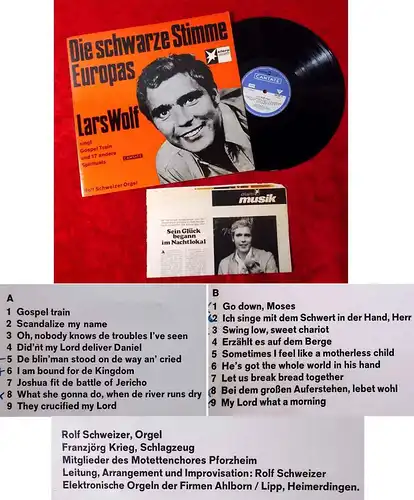 Die schwarze Stimme
Europas
Lars Wolf
singt
Gospel Train
und 17 andere
Spirituals
CANTATE
Rolf Schweizer Orgel
stern
musik
CANTATE
musik
Sein Glück
begann
im Nachtlokal
A
1 Gospel train
2 Scandalize my name
3 Oh, nobody knows de troubles I've seen
4 Did'nt my Lord deliver Daniel
5 De blin'man stood on de way an' cried
6 I am bound for de Kingdom
7 Joshua fit de battle of Jericho
8 What she gonna do, when de river runs dry
9 They crucified my Lord
B
1 Go down, Moses
2 Ich singe mit dem Schwert in der Hand, Herr
3 Swing low, sweet chariot
4 Erzählt es auf dem Berge
5 Sometimes I feel like a motherless child
6 He's got the whole world in his hand
7 Let us break bread together
8 Bei dem großen Auferstehen, lebet wohl
9 My Lord what a morning
Rolf Schweizer, Orgel
Franzjörg Krieg, Schlagzeug
Mitglieder des Motettenchores Pforzheim
Leitung, Arrangement und Improvisation: Rolf Schweizer
Elektronische Orgeln der Firmen Ahlborn / Lipp, Heimerdingen.